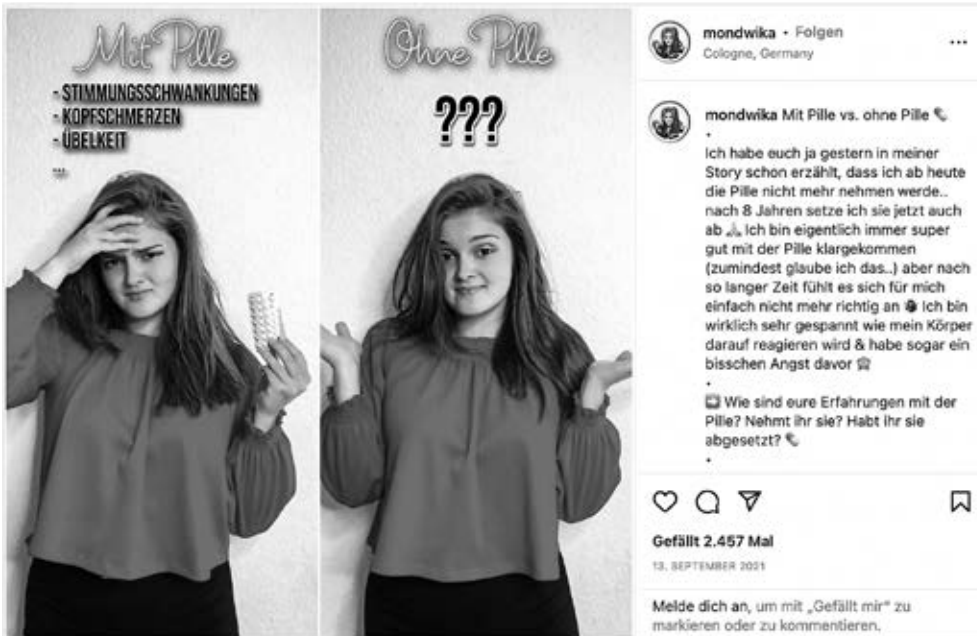 Mit Pille
- STIMMUNGSSCHWANKUNGEN
- KOPFSCHMERZEN
- ÜBELKEIT
...
Ohne Pille
???
mondwika • Folgen
Cologne, Germany
mondwika Mit Pille vs. ohne Pille
•
Ich habe euch ja gestern in meiner
Story schon erzählt, dass ich ab heute
die Pille nicht mehr nehmen werde..
nach 8 Jahren setze ich sie jetzt auch
ab Ich bin eigentlich immer super
gut mit der Pille klargekommen
(zumindest glaube ich das..) aber nach
so langer Zeit fühlt es sich für mich
einfach nicht mehr richtig an Ich bin
wirklich sehr gespannt wie mein Körper
darauf reagieren wird & habe sogar ein
bisschen Angst davor
•
Wie sind eure Erfahrungen mit der
Pille? Nehmt ihr sie? Habt ihr sie
abgesetzt?
•
Gefällt 2.457 Mal
13. SEPTEMBER 2021
Melde dich an, um mit „Gefällt mir“ zu
markieren oder zu kommentieren.